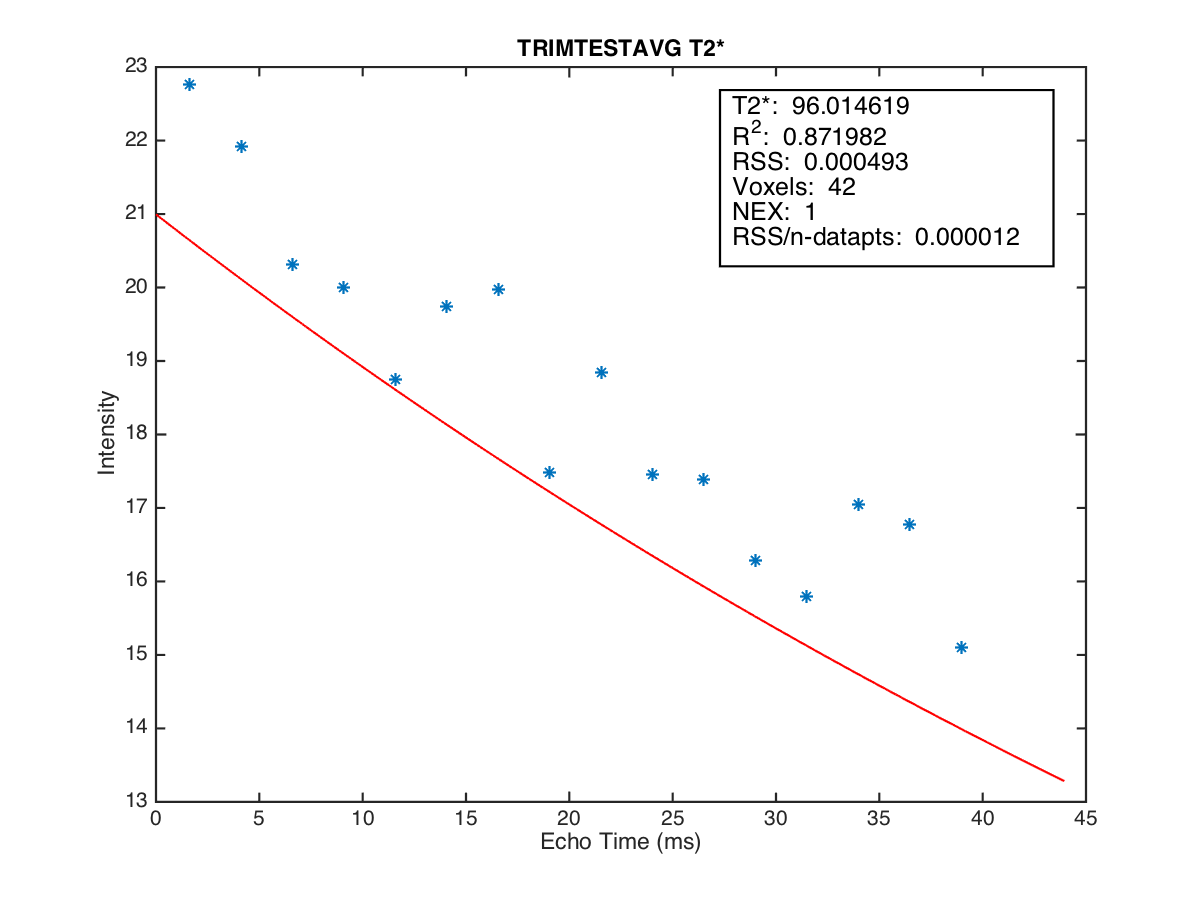 TRIMTESTAVG T2*
T2*: 96.014619
R²: 0.871982
RSS: 0.000493
Voxels: 42
NEX: 1
RSS/n-datapts: 0.000012
23
22
21
20
19
18
17
16
15
14
13
Intensity
0 5 10 15 20 25 30 35 40 45
Echo Time (ms)